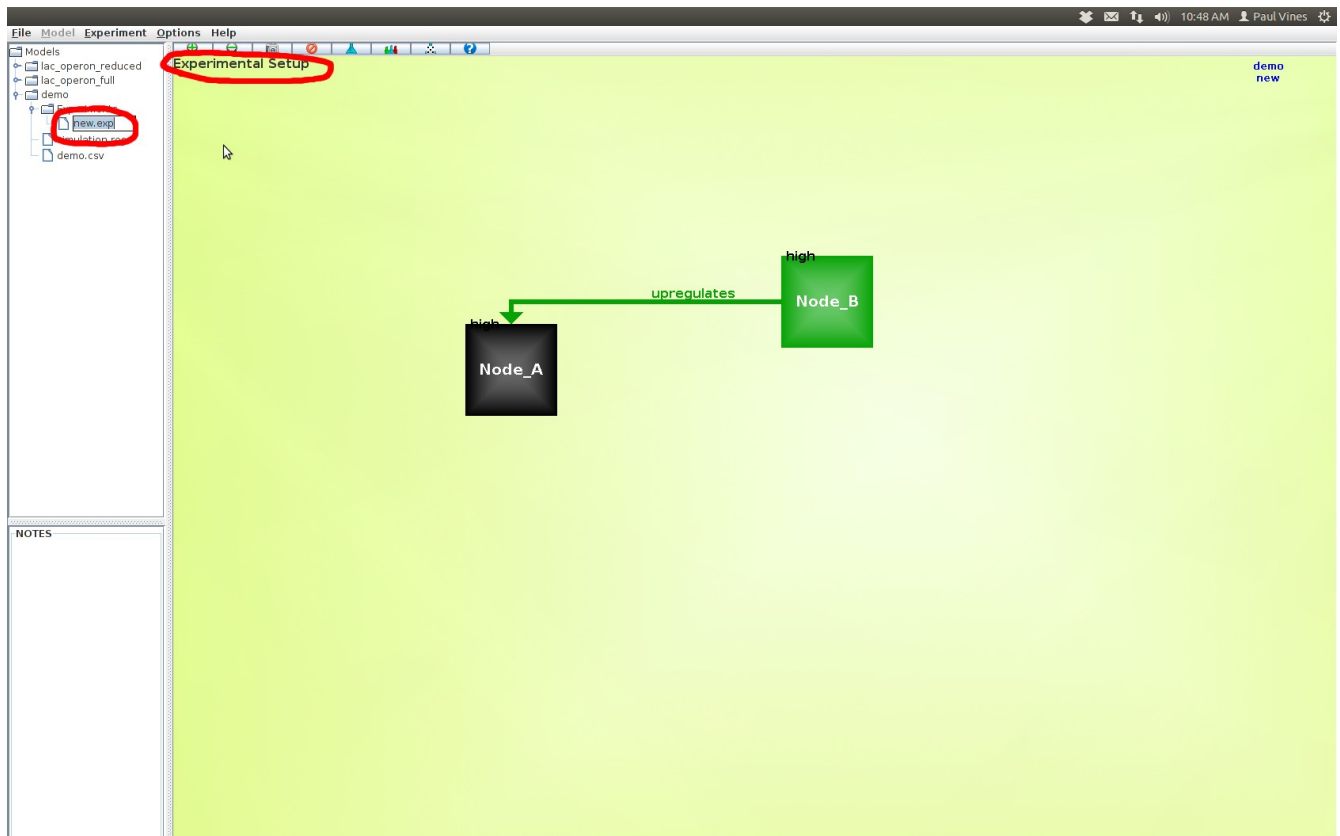 10:48 AM Paul Vines
File Model Experiment Options Help
Models
lac_operon_reduced
lac_operon_full
demo
Experiments
new.exp
demo.csv
NOTES
Experimental Setup
demo
new
high
upregulates
Node_B
high
Node_A